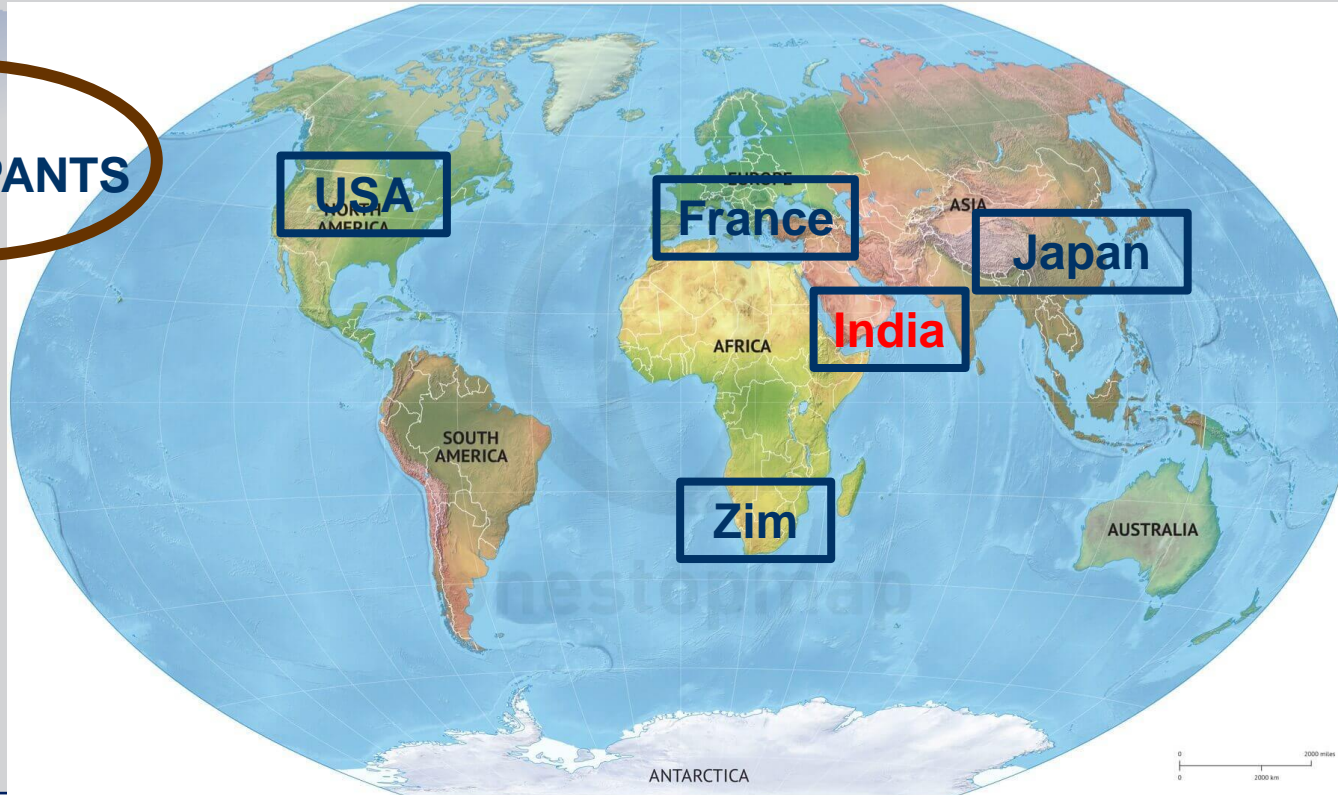 PANTS
USA
NORTH
AMERICA
EUROPE
France
ASIA
Japan
India
AFRICA
SOUTH
AMERICA
Zim
AUSTRALIA
onestopmap
ANTARCTICA
0 2000 miles
0 2000 km